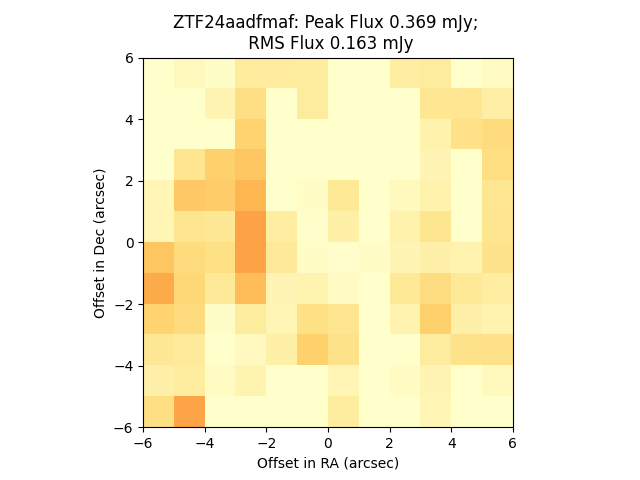 ZTF24aadfmaf: Peak Flux 0.369 mJy;
RMS Flux 0.163 mJy
6
4
2
0
−2
−4
−6
Offset in Dec (arcsec)
−6 −4 −2 0 2 4 6
Offset in RA (arcsec)